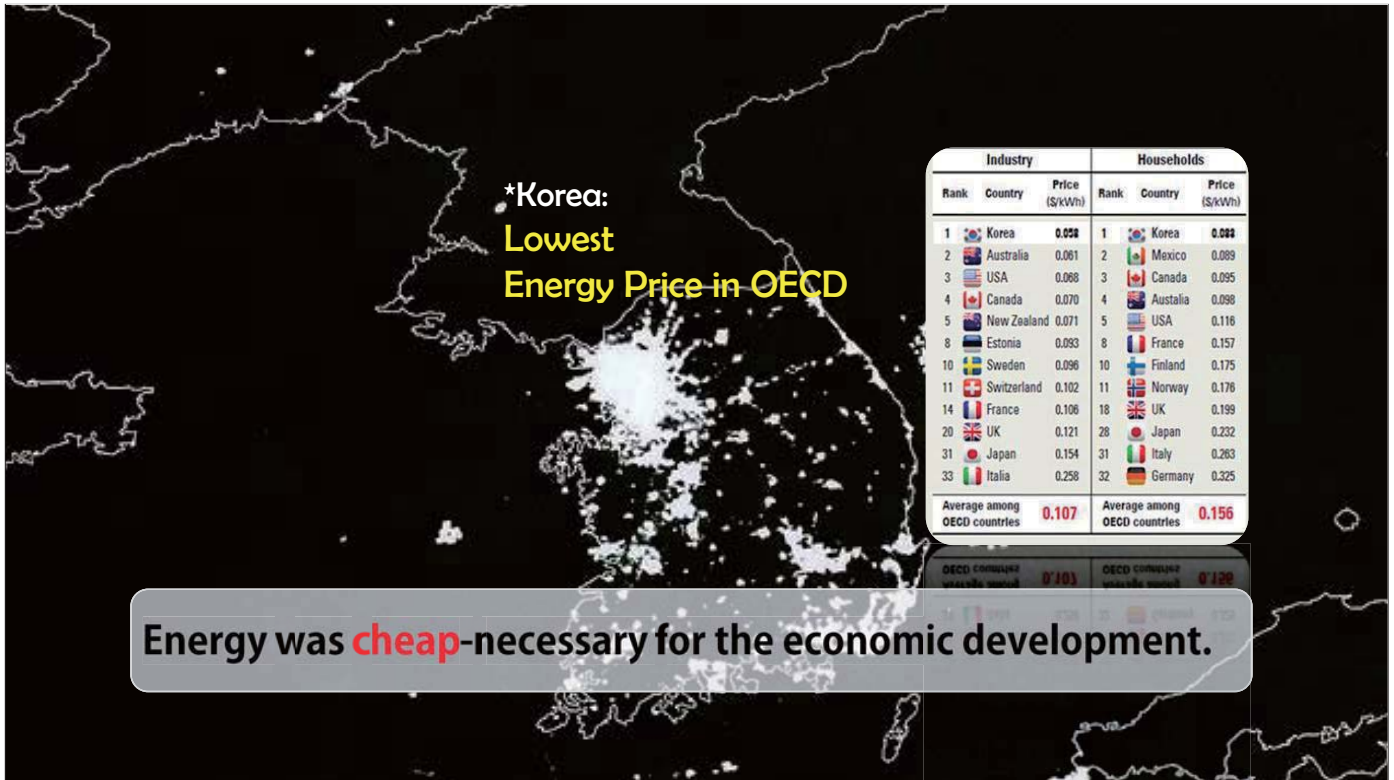 *Korea:
Lowest
Energy Price in OECD
Industry Households
Rank Country Price ($/kWh) Rank Country Price ($/kWh)
1 Korea 0.058 1 Korea 0.083
2 Australia 0.061 2 Mexico 0.089
3 USA 0.068 3 Canada 0.095
4 Canada 0.070 4 Austalia 0.098
5 New Zealand 0.071 5 USA 0.116
8 Estonia 0.093 8 France 0.157
10 Sweden 0.096 10 Finland 0.175
11 Switzerland 0.102 11 Norway 0.176
14 France 0.106 18 UK 0.199
20 UK 0.121 28 Japan 0.232
31 Japan 0.154 31 Italy 0.263
33 Italia 0.258 32 Germany 0.325
Average among OECD countries 0.107 Average among OECD countries 0.156
Energy was cheap-necessary for the economic development.